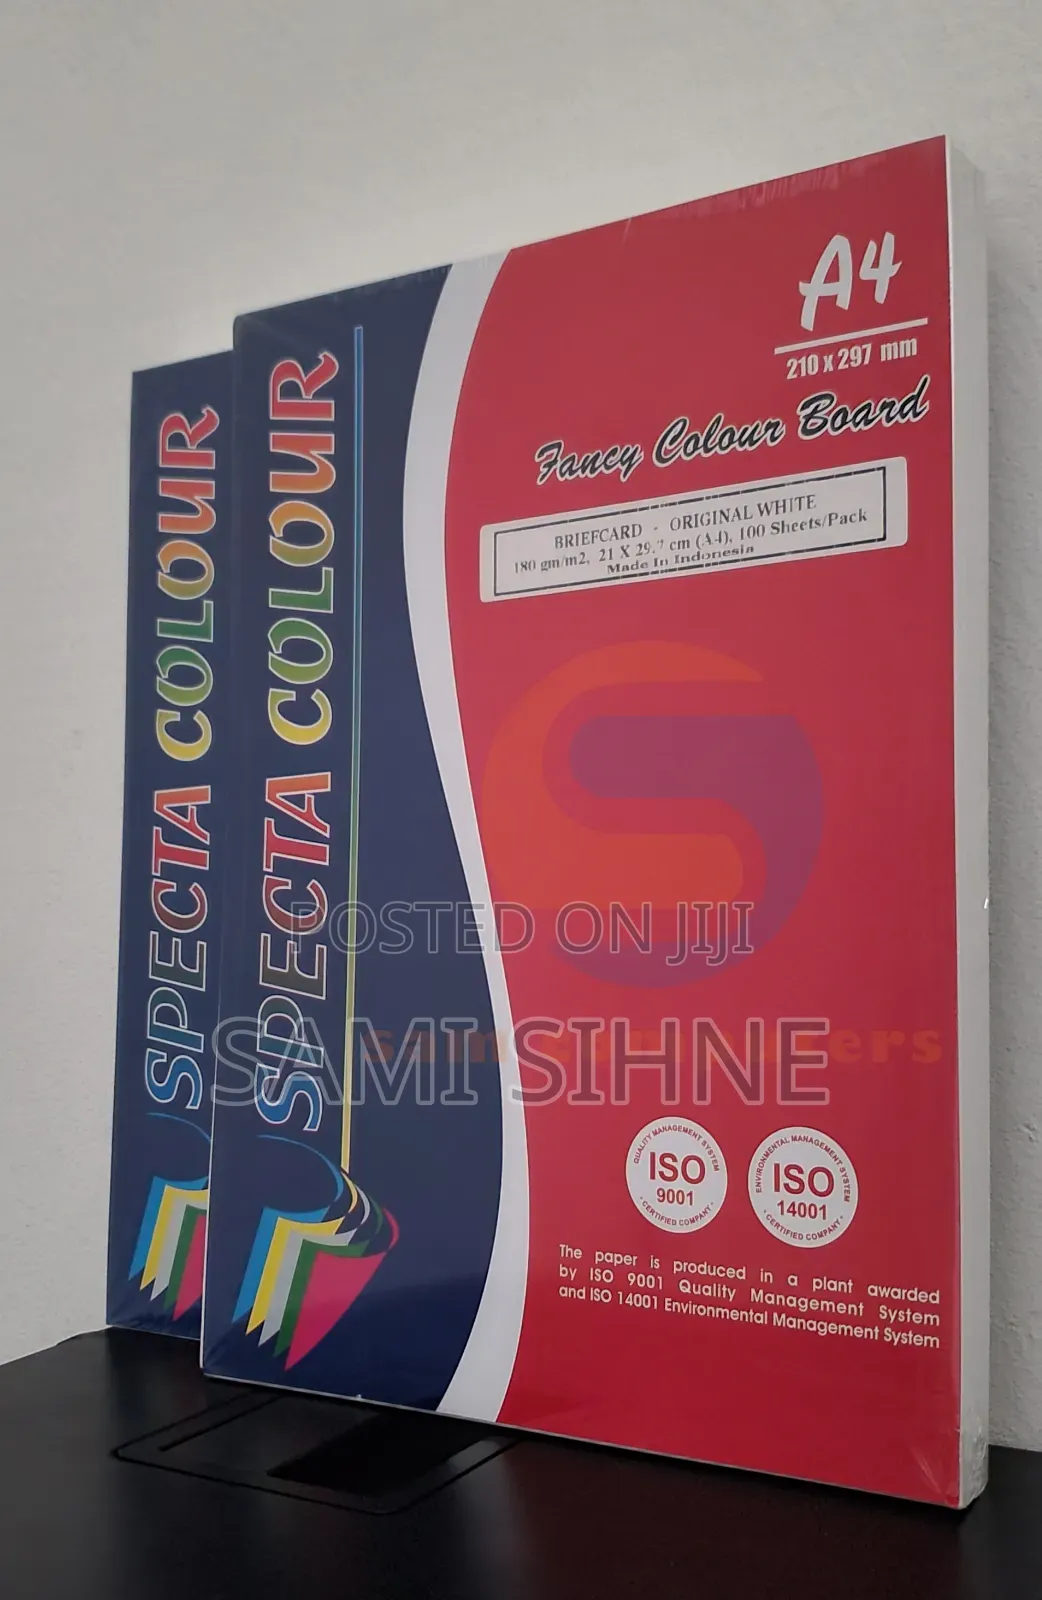 A4
210 x 297 mm
Fancy Colour Board
BRIEFCARD - ORIGINAL WHITE
180 gm/m2, 21 X 29.7 cm (A4), 100 Sheets/Pack
Made In Indonesia
SPECTA COLOUR
SPECTA COLOUR
POSTED ON JIJI
SAMI SIHNE
QUALITY MANAGEMENT SYSTEM
ISO
9001
· CERTIFIED COMPANY ·
ENVIRONMENTAL MANAGEMENT SYSTEM
ISO
14001
· CERTIFIED COMPANY ·
The paper is produced in a plant awarded
by ISO 9001 Quality Management System
and ISO 14001 Environmental Management System